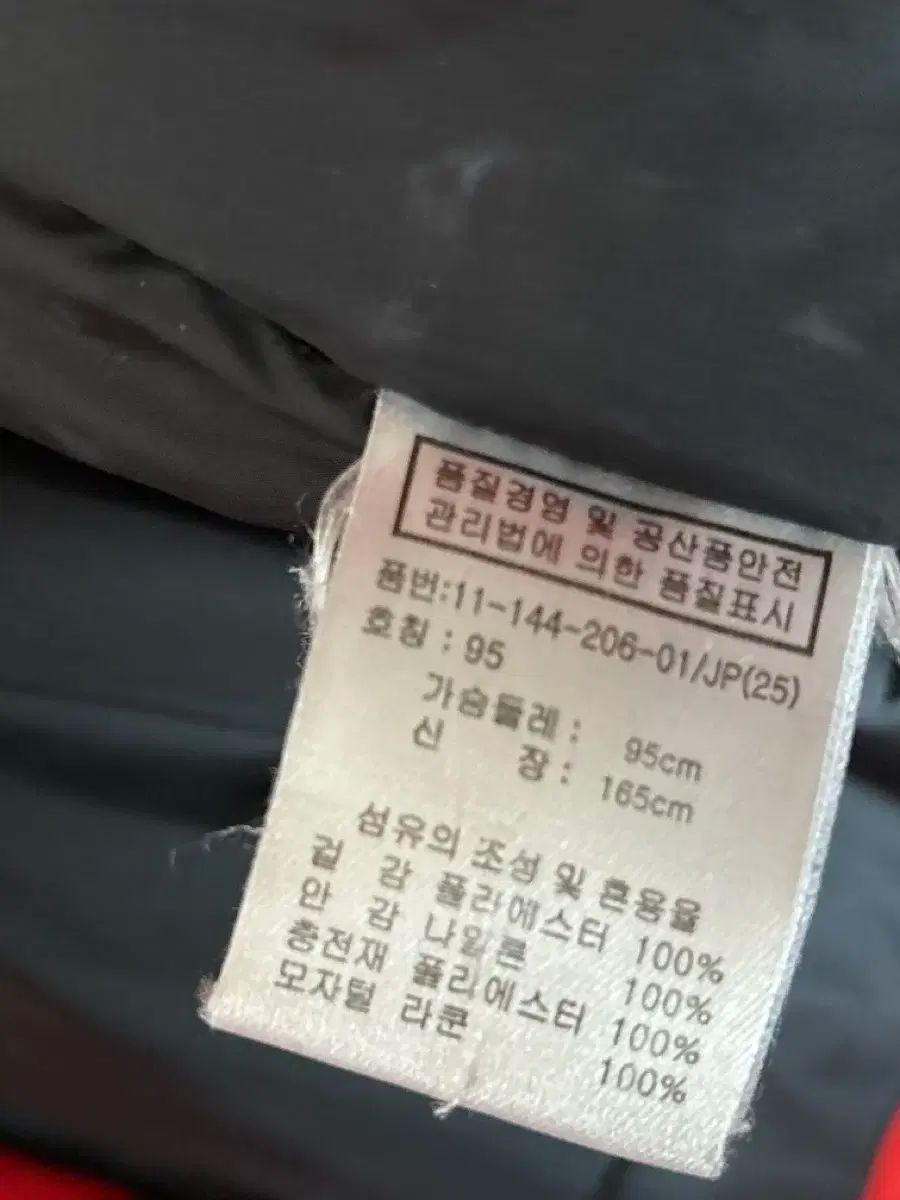 품질경영 및 공산품안전
관리법에 의한 품질표시
품번:11-144-206-01/JP(25)
호칭 : 95
가슴둘레 : 95cm
신 장 : 165cm
섬유의 조성 및 혼용율
겉 감 폴리에스터 100%
안 감 나일론 100%
충전재 폴리에스터 100%
모자털 라쿤 100%